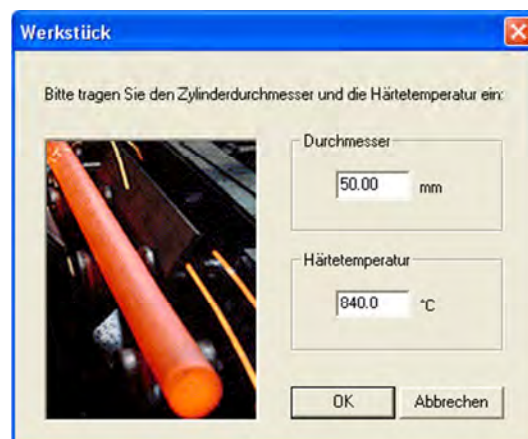 Werkstück
Bitte tragen Sie den Zylinderdurchmesser und die Härtetemperatur ein:
Durchmesser
50.00 mm
Härtetemperatur
840.0 °C
OK Abbrechen